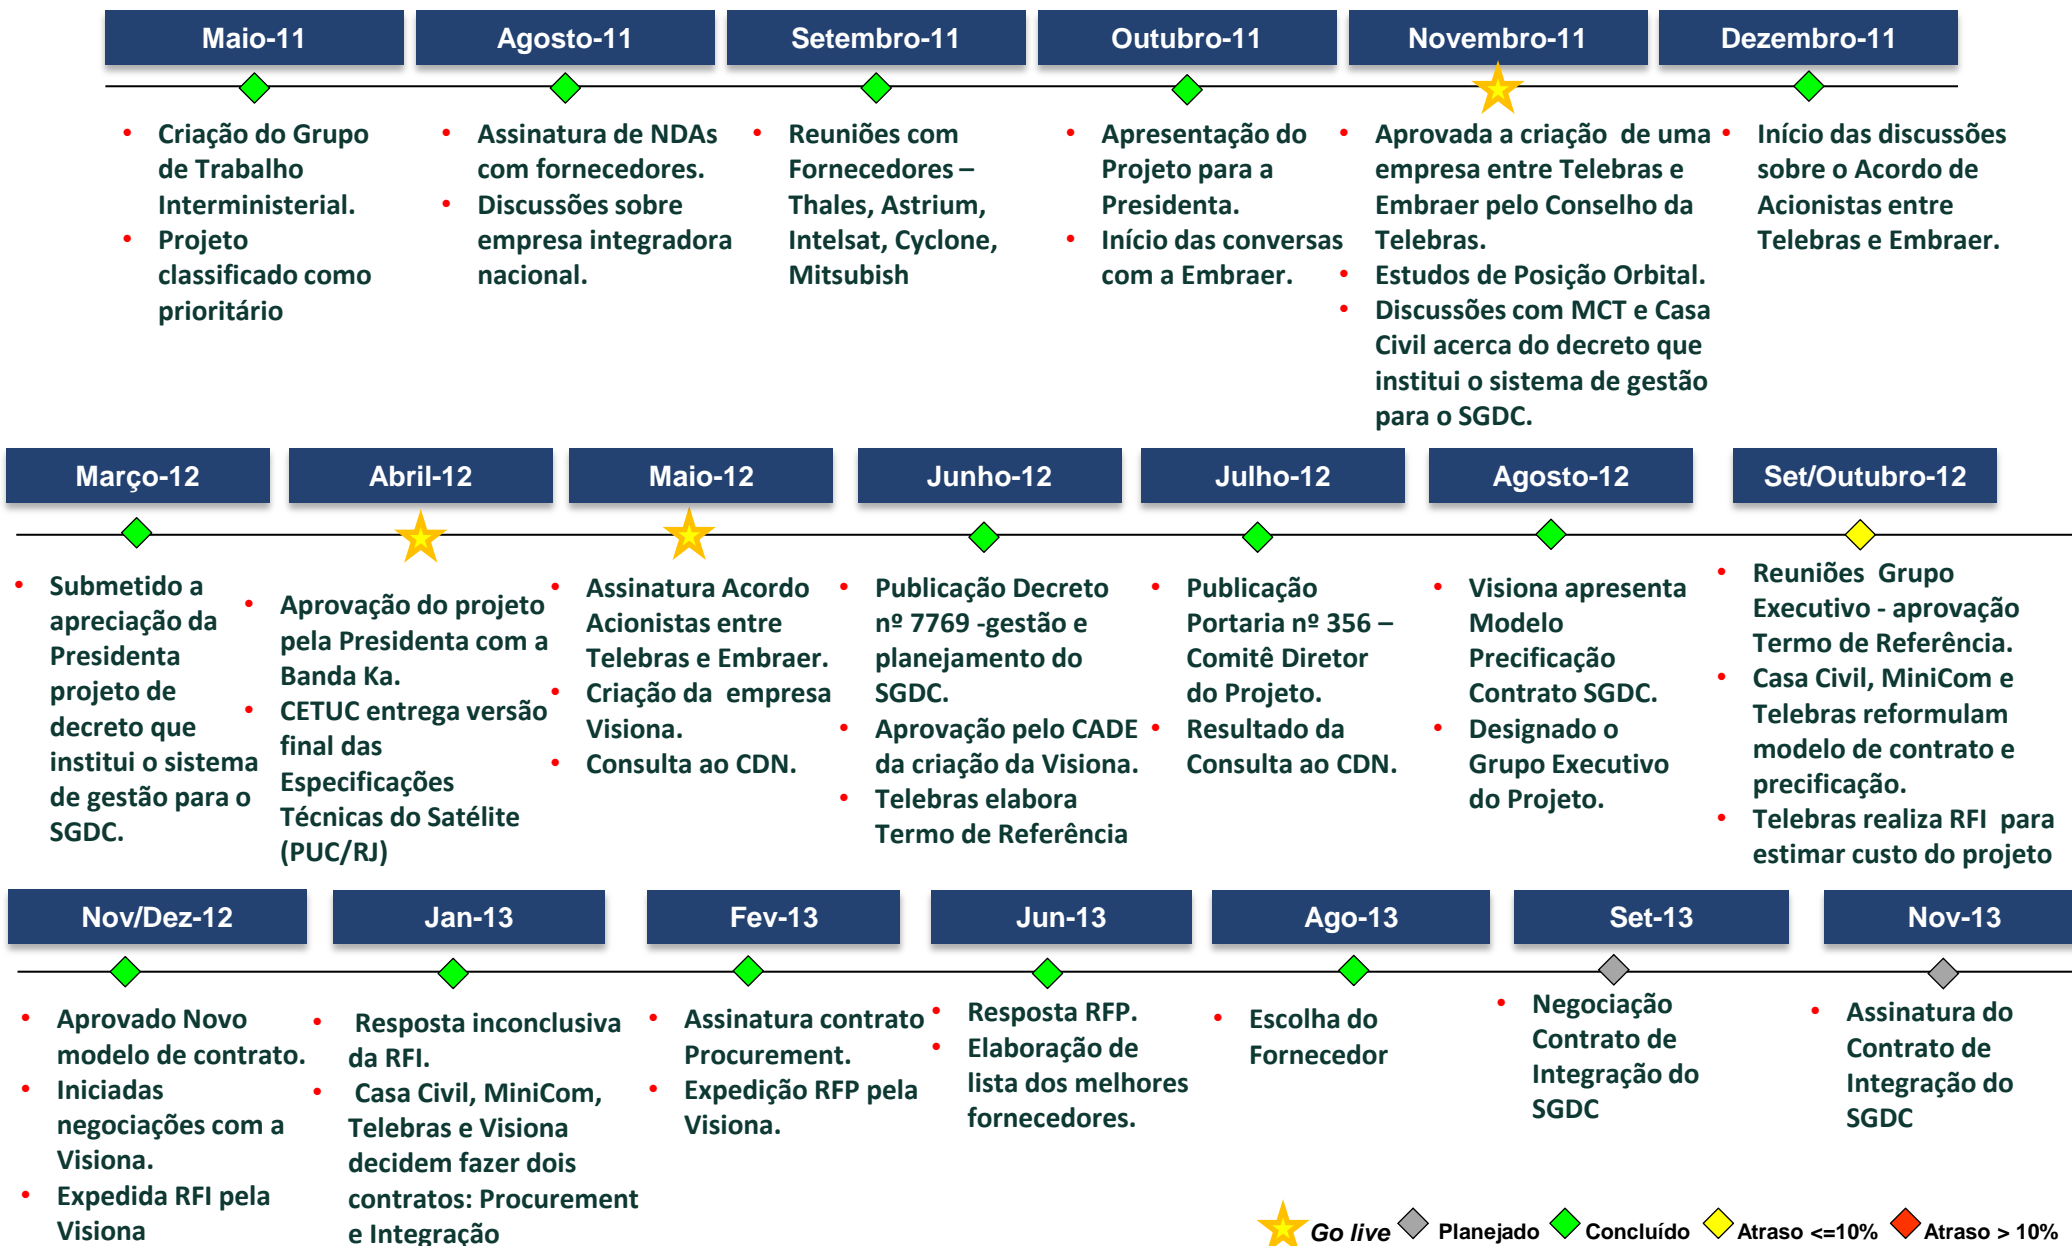 Maio-11
Criação do Grupo
de Trabalho
Interministerial.
Projeto
classificado como
prioritário
Agosto-11
Assinatura de NDAs
com fornecedores.
Discussões sobre
empresa integradora
nacional.
Setembro-11
Reuniões com
Fornecedores –
Thales, Astrium,
Intelsat, Cyclone,
Mitsubish
Outubro-11
Apresentação do
Projeto para a
Presidenta.
Início das conversas
com a Embraer.
Novembro-11
Aprovada a criação de uma
empresa entre Telebras e
Embraer pelo Conselho da
Telebras.
Estudos de Posição Orbital.
Discussões com MCT e Casa
Civil acerca do decreto que
institui o sistema de gestão
para o SGDC.
Dezembro-11
Início das discussões
sobre o Acordo de
Acionistas entre
Telebras e Embraer.
Março-12
Submetido a
apreciação da
Presidenta
projeto de
decreto que
institui o sistema
de gestão para o
SGDC.
Abril-12
Aprovação do projeto
pela Presidenta com a
Banda Ka.
CETUC entrega versão
final das
Especificações
Técnicas do Satélite
(PUC/RJ)
Maio-12
Assinatura Acordo
Acionistas entre
Telebras e Embraer.
Criação da empresa
Visiona.
Consulta ao CDN.
Junho-12
Publicação Decreto
nº 7769 -gestão e
planejamento do
SGDC.
Aprovação pelo CADE
da criação da Visiona.
Telebras elabora
Termo de Referência
Julho-12
Publicação
Portaria nº 356 –
Comitê Diretor
do Projeto.
Resultado da
Consulta ao CDN.
Agosto-12
Visiona apresenta
Modelo
Precificação
Contrato SGDC.
Designado o
Grupo Executivo
do Projeto.
Set/Outubro-12
Reuniões Grupo
Executivo - aprovação
Termo de Referência.
Casa Civil, MiniCom e
Telebras reformulam
modelo de contrato e
precificação.
Telebras realiza RFI para
estimar custo do projeto
Nov/Dez-12
Aprovado Novo
modelo de contrato.
Iniciadas
negociações com a
Visiona.
Expedida RFI pela
Visiona
Jan-13
Resposta inconclusiva
da RFI.
Casa Civil, MiniCom,
Telebras e Visiona
decidem fazer dois
contratos: Procurement
e Integração
Fev-13
Assinatura contrato
Procurement.
Expedição RFP pela
Visiona.
Jun-13
Resposta RFP.
Elaboração de
lista dos melhores
fornecedores.
Ago-13
Escolha do
Fornecedor
Set-13
Negociação
Contrato de
Integração do
SGDC
Nov-13
Assinatura do
Contrato de
Integração do
SGDC
Go live Planejado Concluído Atraso <=10% Atraso > 10%